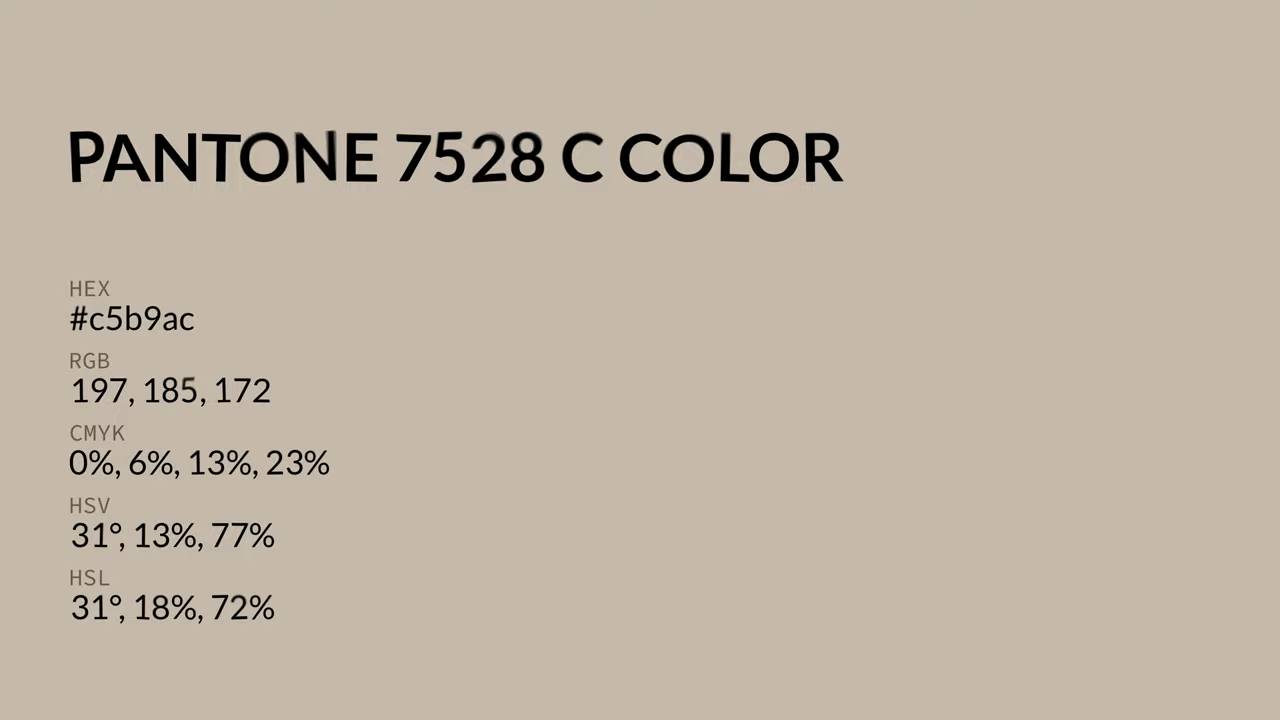 PANTONE 7528 C COLOR
HEX
#c5b9ac
RGB
197, 185, 172
CMYK
0%, 6%, 13%, 23%
HSV
31°, 13%, 77%
HSL
31°, 18%, 72%